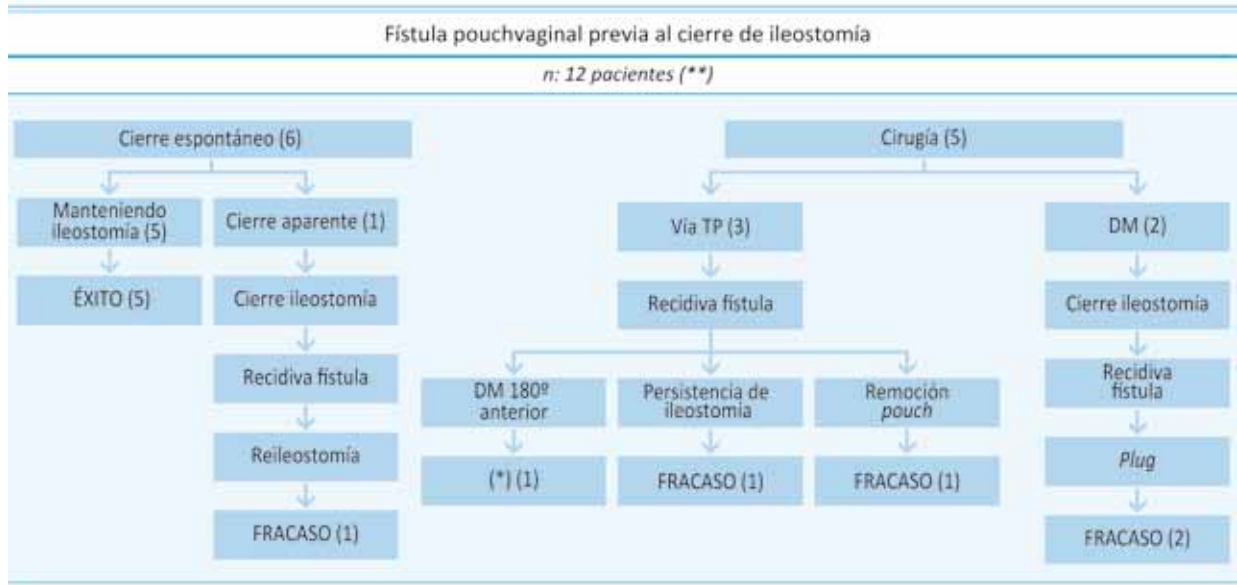 Fístula pouchvaginal previa al cierre de ileostomía
n: 12 pacientes (**)
Cierre espontáneo (6)
Cirugía (5)
Manteniendo
ileostomía (5)
Cierre aparente (1)
Vía TP (3)
DM (2)
ÉXITO (5)
Cierre ileostomía
Recidiva fístula
Cierre ileostomía
Recidiva fístula
DM 180º
anterior
Persistencia de
ileostomía
Remoción
pouch
Recidiva
fístula
Reileostomía
(*) (1)
FRACASO (1)
FRACASO (1)
Plug
FRACASO (1)
FRACASO (2)